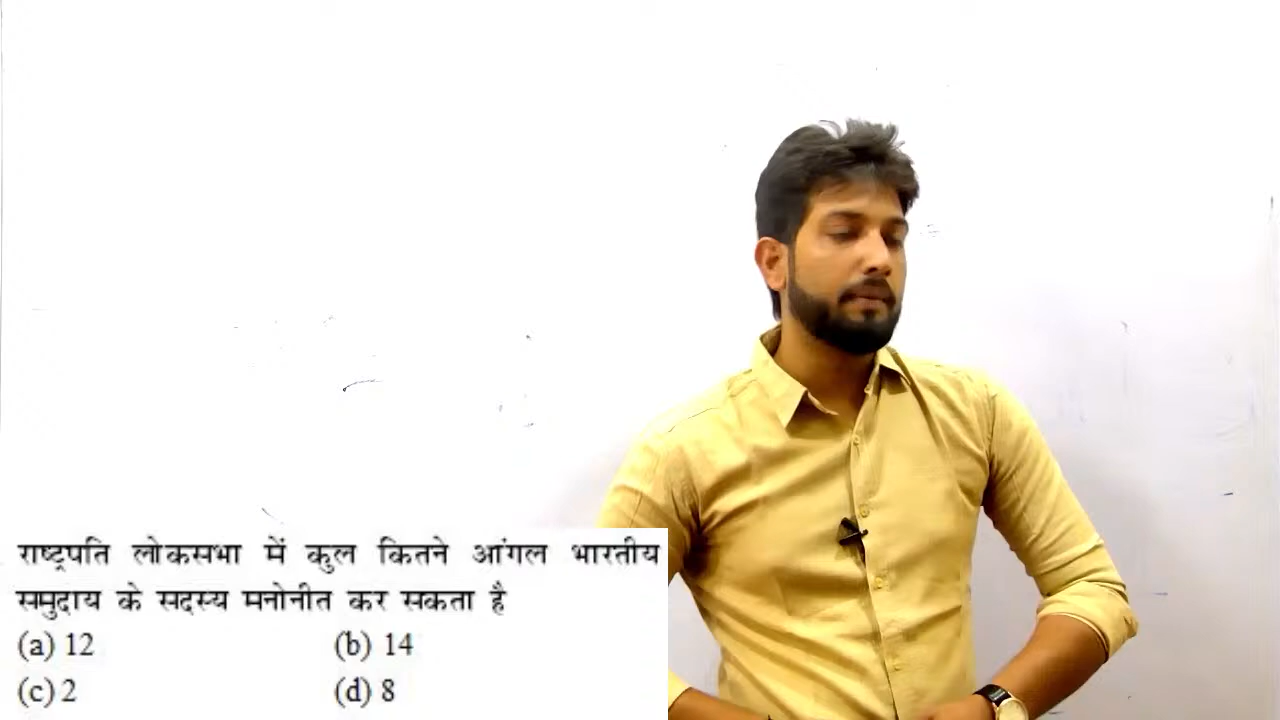 राष्ट्रपति लोकसभा में कुल कितने आंगल भारतीय
समुदाय के सदस्य मनोनीत कर सकता है
(a) 12 (b) 14
(c) 2 (d) 8